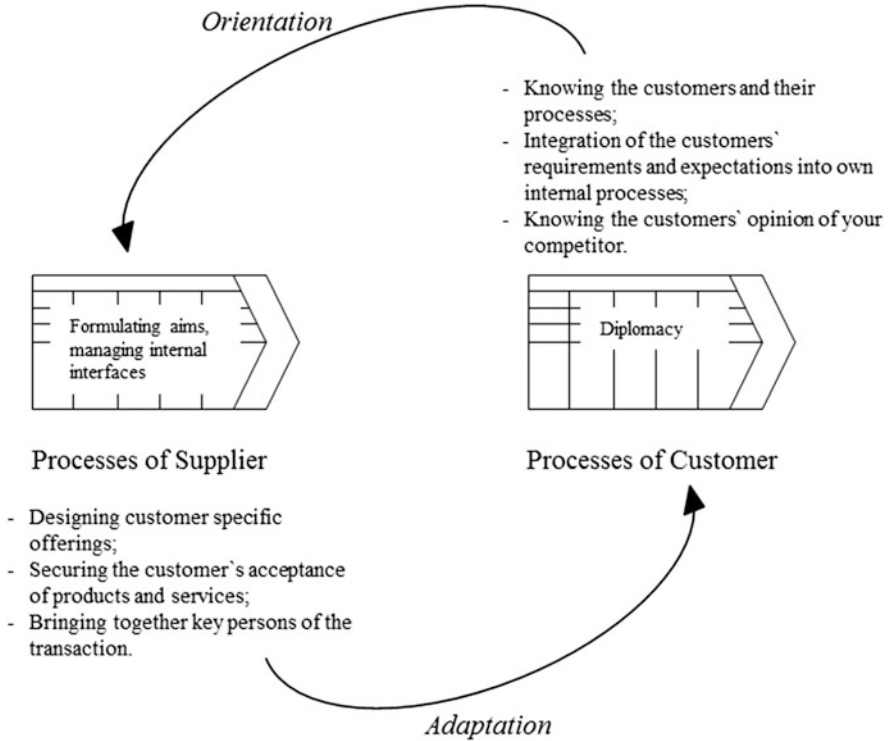 Orientation
- Knowing the customers and their
processes;
- Integration of the customers`
requirements and expectations into own
internal processes;
- Knowing the customers` opinion of your
competitor.
Formulating aims,
managing internal
interfaces
Diplomacy
Processes of Supplier
Processes of Customer
- Designing customer specific
offerings;
- Securing the customer`s acceptance
of products and services;
- Bringing together key persons of the
transaction.
Adaptation